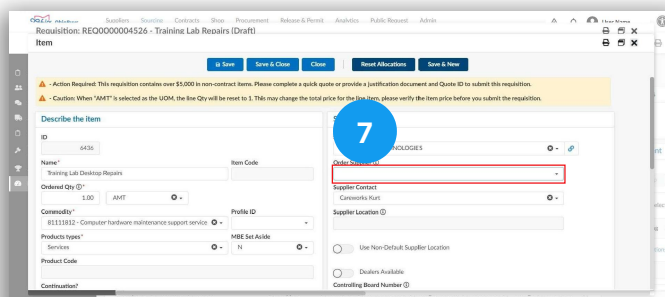 Suppliers Sourcing Contracts Shop Procurement Release & Permit Analytics Public Request Admin User Name
Requisition: REQ0000004526 - Training Lab Repairs (Draft)
Item
Save Save & Close Close Reset Allocations Save & New
- Action Required: This requisition contains over $5,000 in non-contract items. Please complete a quick quote or provide a justification document and Quote ID to submit this requisition.
- Caution: When "AMT" is selected as the UOM, the line Qty will be reset to 1. This may change the total price for the line item, please verify the item price before you submit the requisition.
Describe the item
7
ID
6436
NOLOGIES
Name*
Item Code
Order Supplier
Training Lab Desktop Repairs
Ordered Qty *
Supplier Contact
1.00 AMT
Careworks Kurt
Commodity*
Profile ID
Supplier Location
81111812 - Computer hardware maintenance support service
Products types*
MBE Set Aside
Services
N
Use Non-Default Supplier Location
Product Code
Dealers Available
Continuation?
Controlling Board Number